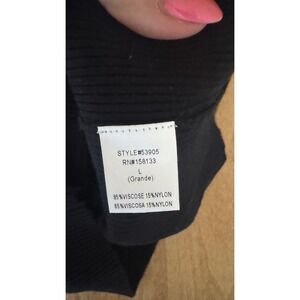 STYLE#53905
RN#158133
L
(Grande)
85%VISCOSE 15%NYLON
85%VISCOSA 15%NYLON